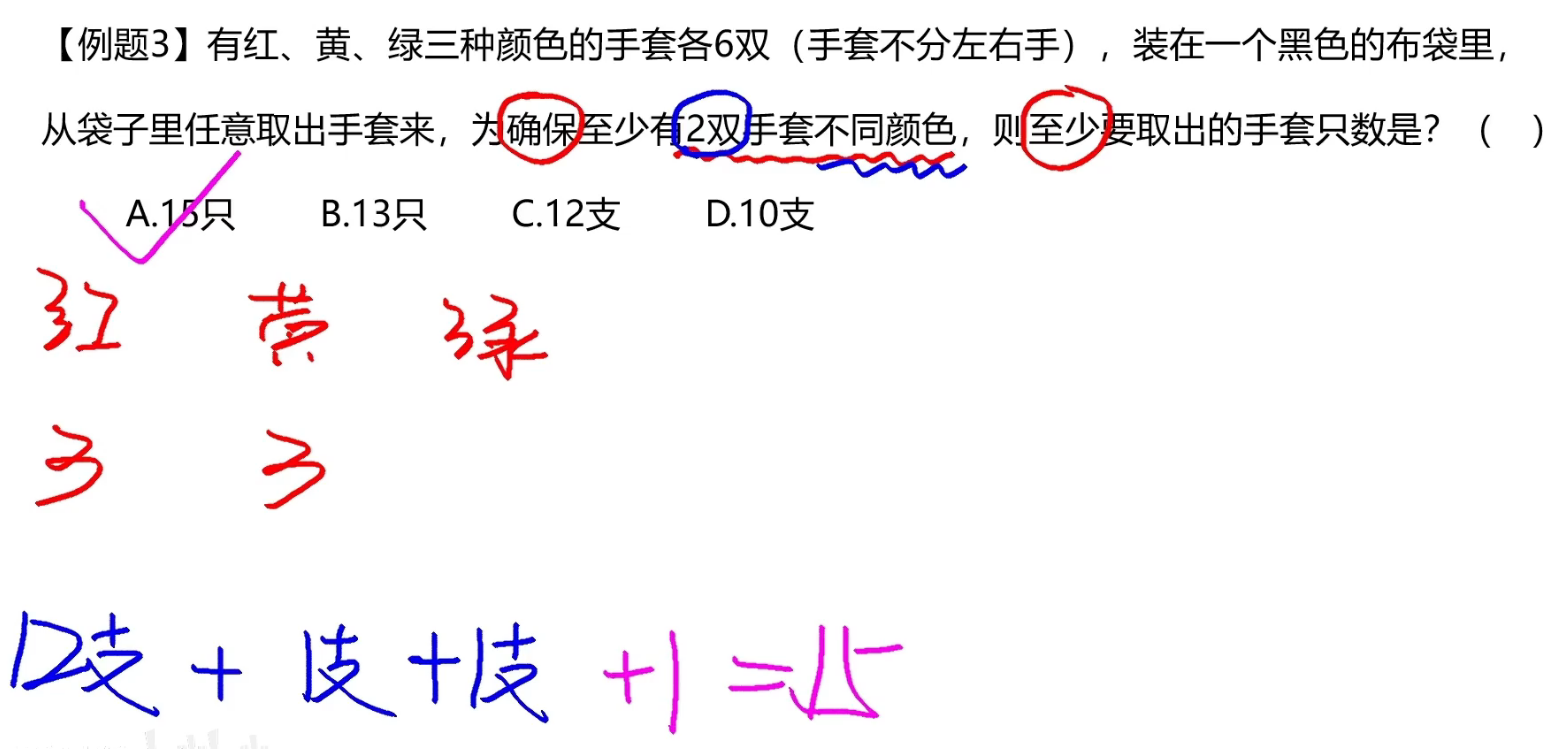 【例题3】有红、黄、绿三种颜色的手套各6双（手套不分左右手），装在一个黑色的布袋里，
从袋子里任意取出手套来，为确保至少有2双手套不同颜色，则至少要取出的手套只数是？（ ）
A.15只 B.13只 C.12支 D.10支
红 黄 绿
3 3
12支 + 1支 + 1支 + 1 = 15